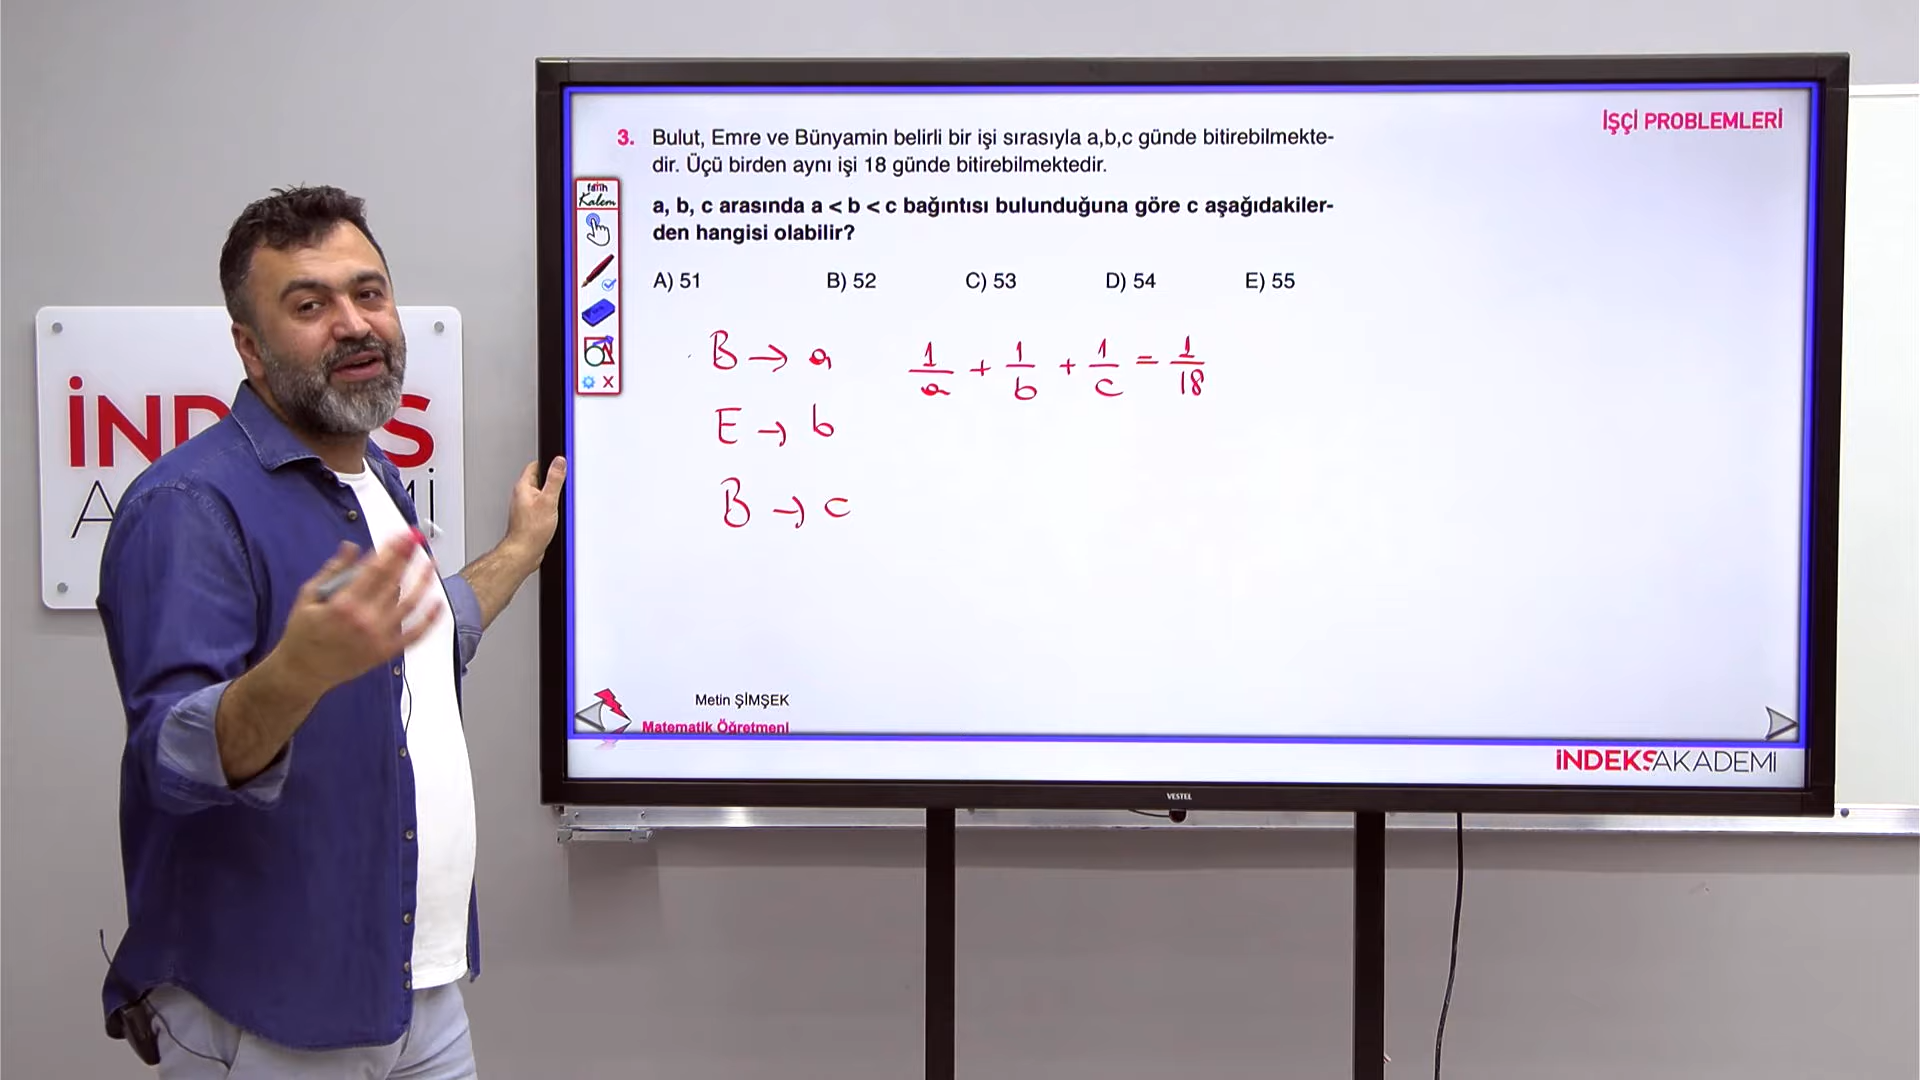 İŞÇİ PROBLEMLERİ
3. Bulut, Emre ve Bünyamin belirli bir işi sırasıyla a,b,c günde bitirebilmekte-
dir. Üçü birden aynı işi 18 günde bitirebilmektedir.
a, b, c arasında a < b < c bağıntısı bulunduğuna göre c aşağıdakiler-
den hangisi olabilir?
A) 51 B) 52 C) 53 D) 54 E) 55
fatih
Kalem
B → a
1/a + 1/b + 1/c = 1/18
E → b
B → c
Metin ŞİMŞEK
Matematik Öğretmeni
İNDEKSAKADEMİ
VESTEL